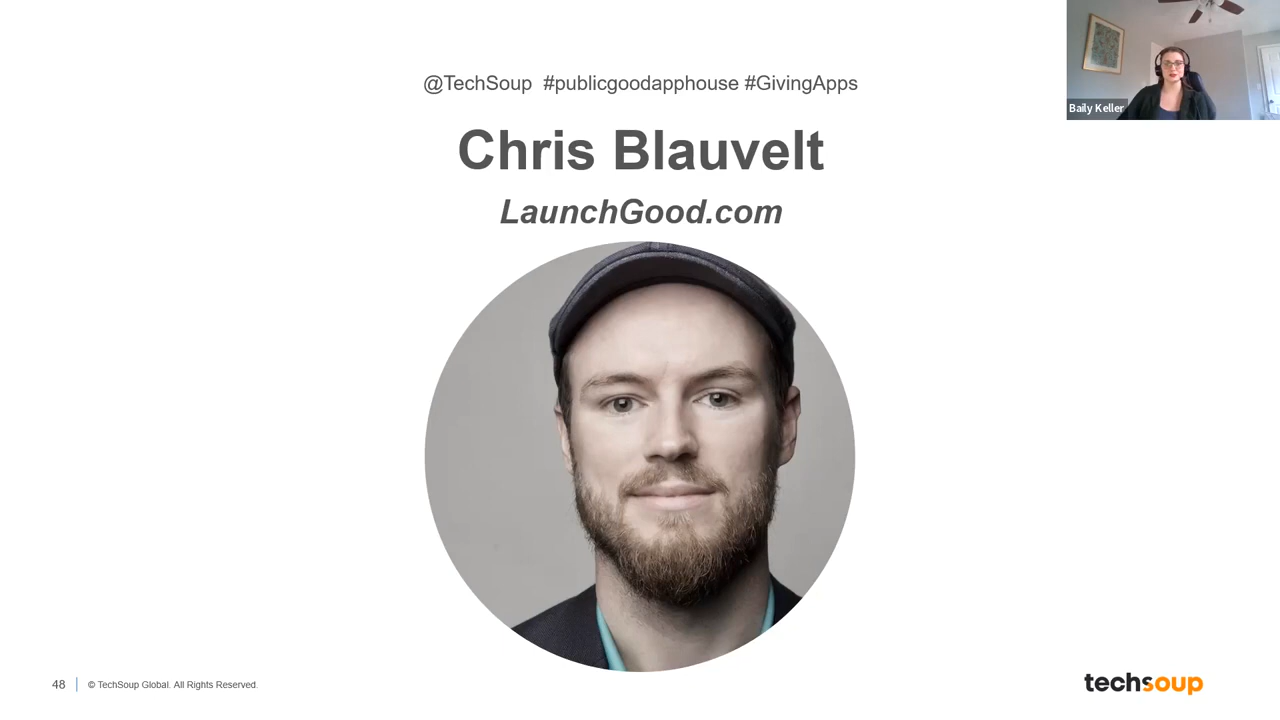 @TechSoup #publicgoodapphouse #GivingApps
Baily Keller
Chris Blauvelt
LaunchGood.com
48
© TechSoup Global. All Rights Reserved.
techsoup